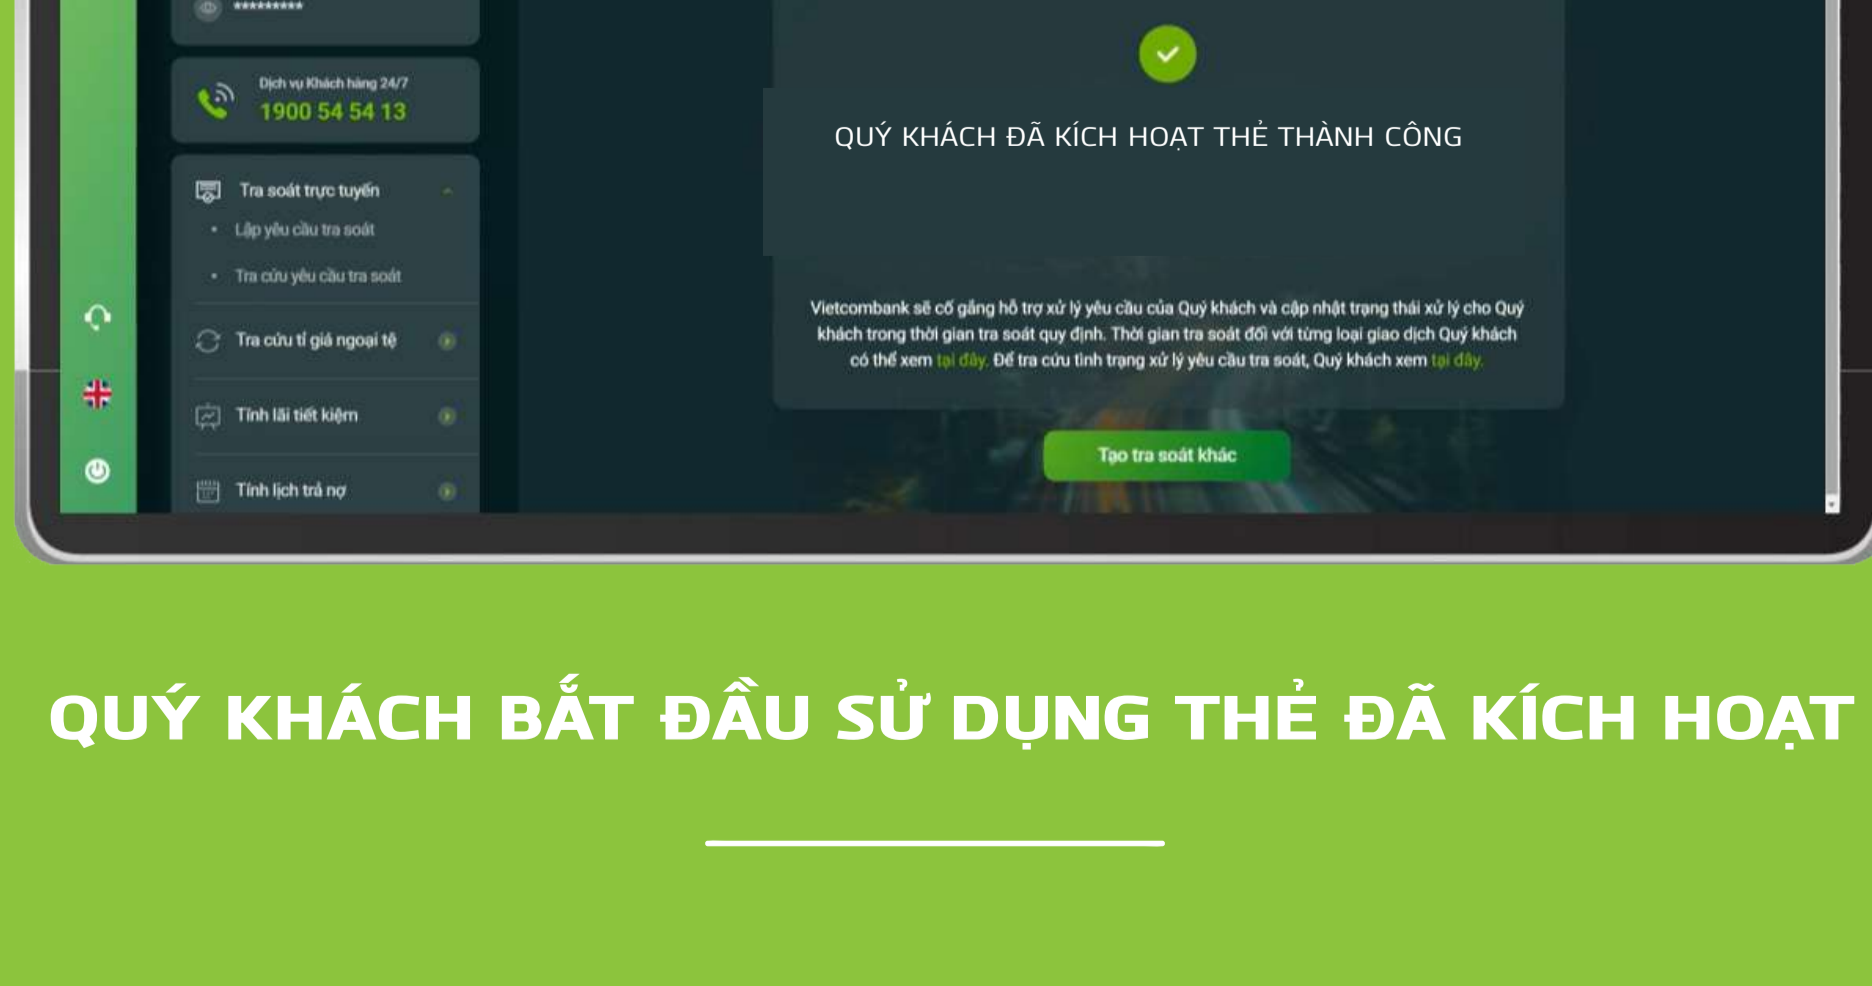 *********
Dịch vụ Khách hàng 24/7
1900 54 54 13
Tra soát trực tuyến
Lập yêu cầu tra soát
Tra cứu yêu cầu tra soát
Tra cứu tỉ giá ngoại tệ
Tính lãi tiết kiệm
Tính lịch trả nợ
QUÝ KHÁCH ĐÃ KÍCH HOẠT THẺ THÀNH CÔNG
Vietcombank sẽ cố gắng hỗ trợ xử lý yêu cầu của Quý khách và cập nhật trạng thái xử lý cho Quý
khách trong thời gian tra soát quy định. Thời gian tra soát đối với từng loại giao dịch Quý khách
có thể xem tại đây. Để tra cứu tình trạng xử lý yêu cầu tra soát, Quý khách xem tại đây.
Tạo tra soát khác
QUÝ KHÁCH BẮT ĐẦU SỬ DỤNG THẺ ĐÃ KÍCH HOẠT